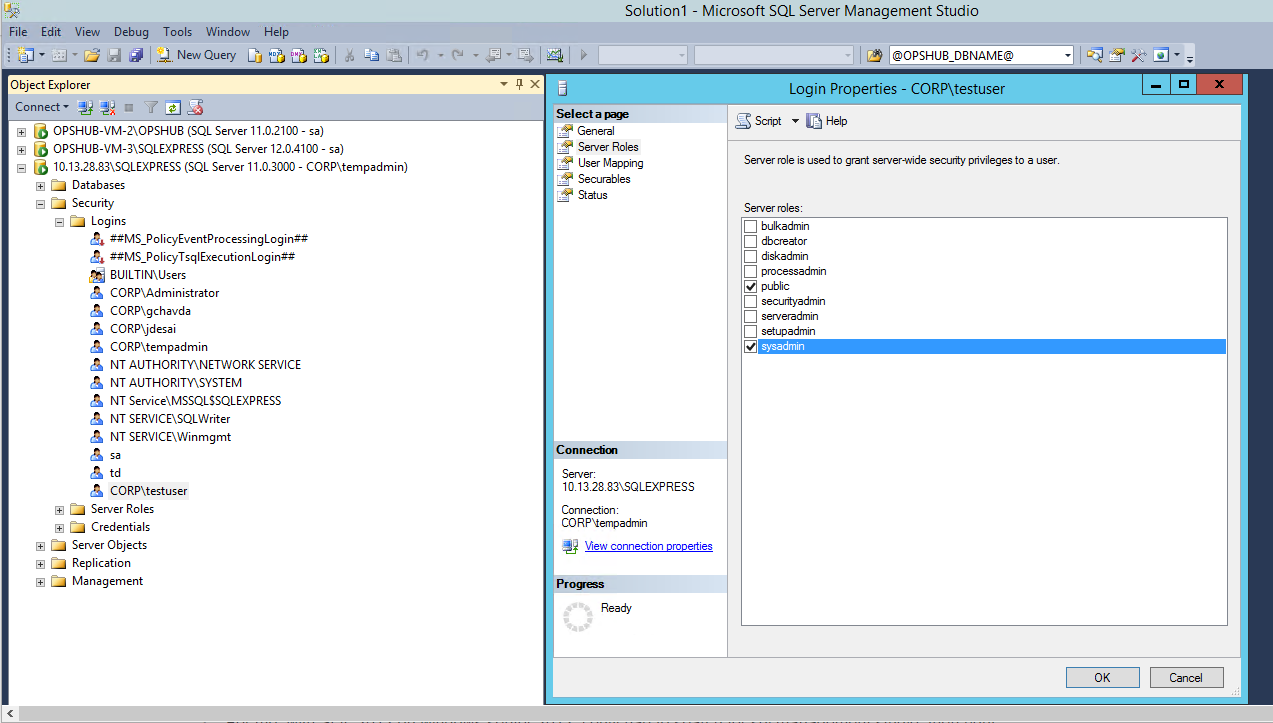 Solution1 - Microsoft SQL Server Management Studio
File Edit View Debug Tools Window Help
New Query
MDX DMX
@OPSHUB_DBNAME@
Object Explorer
Connect
OPSHUB-VM-2\OPSHUB (SQL Server 11.0.2100 - sa)
OPSHUB-VM-3\SQLEXPRESS (SQL Server 12.0.4100 - sa)
10.13.28.83\SQLEXPRESS (SQL Server 11.0.3000 - CORP\tempadmin)
Databases
Security
Logins
##MS_PolicyEventProcessingLogin##
##MS_PolicyTsqlExecutionLogin##
BUILTIN\Users
CORP\Administrator
CORP\gchavda
CORP\jdesai
CORP\tempadmin
NT AUTHORITY\NETWORK SERVICE
NT AUTHORITY\SYSTEM
NT Service\MSSQL$SQLEXPRESS
NT SERVICE\SQLWriter
NT SERVICE\Winmgmt
sa
td
CORP\testuser
Server Roles
Credentials
Server Objects
Replication
Management
Login Properties - CORP\testuser
Select a page
General
Server Roles
User Mapping
Securables
Status
Connection
Server:
10.13.28.83\SQLEXPRESS
Connection:
CORP\tempadmin
View connection properties
Progress
Ready
Script Help
Server role is used to grant server-wide security privileges to a user.
Server roles:
bulkadmin
dbcreator
diskadmin
processadmin
public
securityadmin
serveradmin
setupadmin
sysadmin
OK Cancel